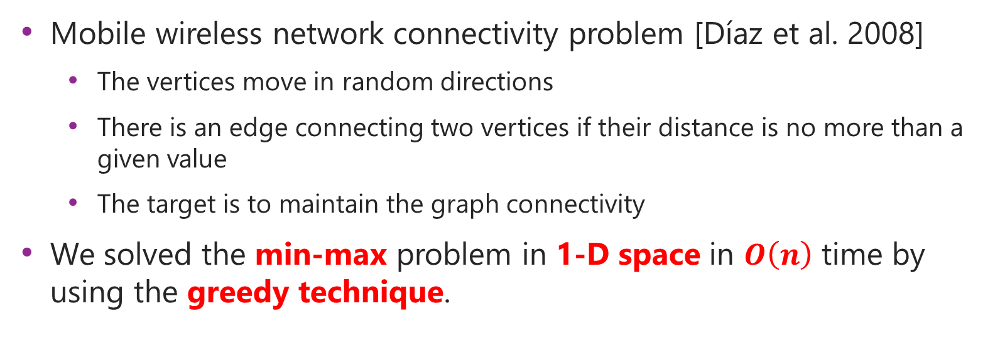 • Mobile wireless network connectivity problem [Díaz et al. 2008]
• The vertices move in random directions
• There is an edge connecting two vertices if their distance is no more than a
given value
• The target is to maintain the graph connectivity
• We solved the min-max problem in 1-D space in O(n) time by
using the greedy technique.